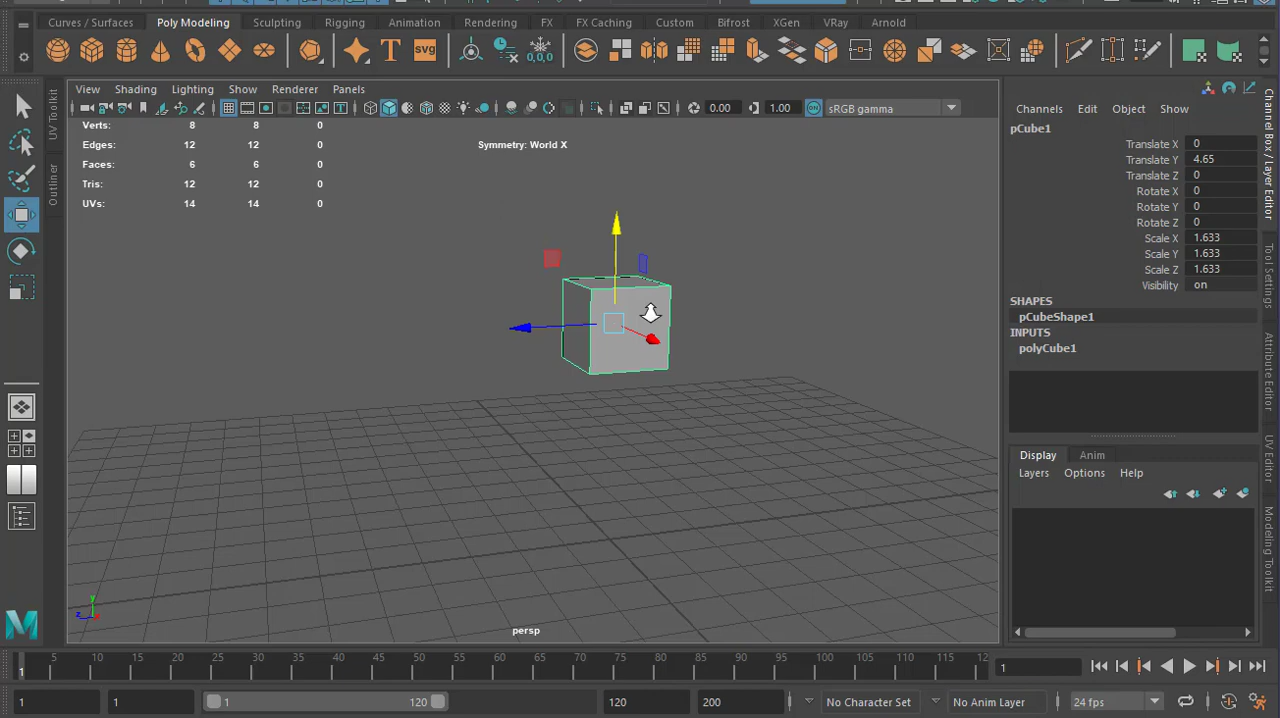 Curves / Surfaces Poly Modeling Sculpting Rigging Animation Rendering FX FX Caching Custom Bifrost XGen VRay Arnold
T svg 0,0,0
View Shading Lighting Show Renderer Panels
0.00 1.00 ON sRGB gamma
UV Toolkit
Outliner
Verts: 8 8 0
Edges: 12 12 0
Faces: 6 6 0
Tris: 12 12 0
UVs: 14 14 0
Symmetry: World X
y
z
persp
Channels Edit Object Show
pCube1
Translate X 0
Translate Y 4.65
Translate Z 0
Rotate X 0
Rotate Y 0
Rotate Z 0
Scale X 1.633
Scale Y 1.633
Scale Z 1.633
Visibility on
SHAPES
pCubeShape1
INPUTS
polyCube1
Display Anim
Layers Options Help
Channel Box / Layer Editor
Tool Settings
Attribute Editor
UV Editor
Modeling Toolkit
M
1 5 10 15 20 25 30 35 40 45 50 55 60 65 70 75 80 85 90 95 100 105 110 115 12
1
1 1 1 120 120 200 No Character Set No Anim Layer 24 fps